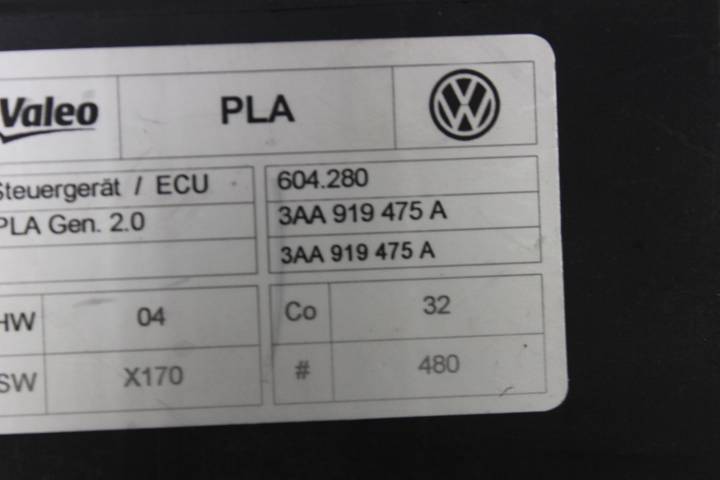 Valeo PLA
Steuergerät / ECU 604.280
PLA Gen. 2.0 3AA 919 475 A
3AA 919 475 A
HW 04 Co 32
SW X170 # 480